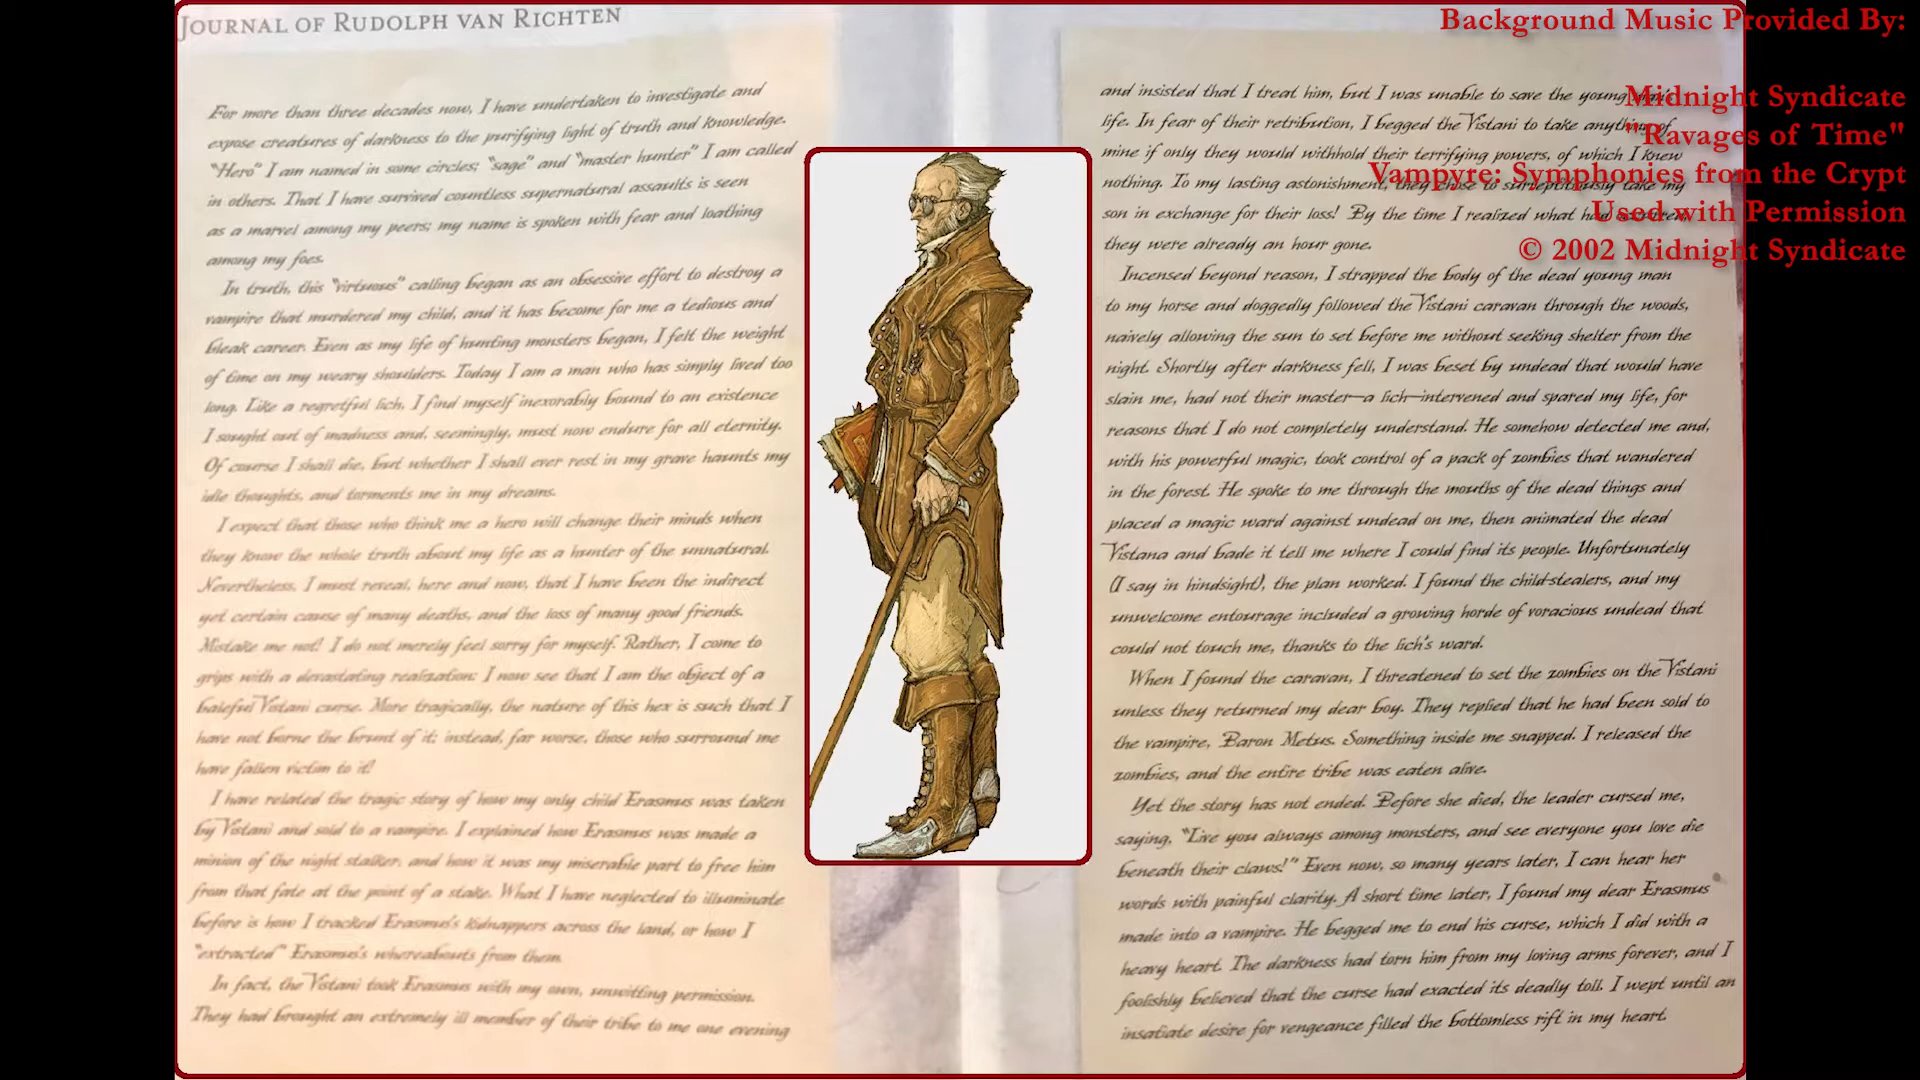 JOURNAL OF RUDOLPH VAN RICHTEN
For more than three decades now, I have undertaken to investigate and
expose creatures of darkness to the purifying light of truth and knowledge.
"Hero" I am named in some circles; "sage" and "master hunter" I am called
in others. That I have survived countless supernatural assaults is seen
as a marvel among my peers; my name is spoken with fear and loathing
among my foes.
In truth, this "virtuous" calling began as an obsessive effort to destroy a
vampire that murdered my child, and it has become for me a tedious and
bleak career. Even as my life of hunting monsters began, I felt the weight
of time on my weary shoulders. Today I am a man who has simply lived too
long. Like a regretful lich, I find myself inexorably bound to an existence
I sought out of madness and, seemingly, must now endure for all eternity.
Of course I shall die, but whether I shall ever rest in my grave haunts my
idle thoughts, and torments me in my dreams.
I expect that those who think me a hero will change their minds when
they know the whole truth about my life as a hunter of the unnatural.
Nevertheless, I must reveal, here and now, that I have been the indirect
yet certain cause of many deaths, and the loss of many good friends.
Mistake me not! I do not merely feel sorry for myself. Rather, I come to
grips with a devastating realization: I now see that I am the object of a
baleful Vistani curse. More tragically, the nature of this hex is such that I
have not borne the brunt of it; instead, far worse, those who surround me
have fallen victim to it!
I have related the tragic story of how my only child Erasmus was taken
by Vistani and sold to a vampire. I explained how Erasmus was made a
minion of the night stalker, and how it was my miserable part to free him
from that fate at the point of a stake. What I have neglected to illuminate
before is how I tracked Erasmus's kidnappers across the land, or how I
"extracted" Erasmus's whereabouts from them.
In fact, the Vistani took Erasmus with my own, unwitting permission.
They had brought an extremely ill member of their tribe to me one evening
and insisted that I treat him, but I was unable to save the young
life. In fear of their retribution, I begged the Vistani to take anything of
mine if only they would withhold their terrifying powers, of which I knew
nothing. To my lasting astonishment, they chose to surreptitiously take my
son in exchange for their loss! By the time I realized what had
they were already an hour gone.
Incensed beyond reason, I strapped the body of the dead young man
to my horse and doggedly followed the Vistani caravan through the woods,
naively allowing the sun to set before me without seeking shelter from the
night. Shortly after darkness fell, I was beset by undead that would have
slain me, had not their master—a lich—intervened and spared my life, for
reasons that I do not completely understand. He somehow detected me and,
with his powerful magic, took control of a pack of zombies that wandered
in the forest. He spoke to me through the mouths of the dead things and
placed a magic ward against undead on me, then animated the dead
Vistana and bade it tell me where I could find its people. Unfortunately
(I say in hindsight), the plan worked. I found the child-stealers, and my
unwelcome entourage included a growing horde of voracious undead that
could not touch me, thanks to the lich's ward.
When I found the caravan, I threatened to set the zombies on the Vistani
unless they returned my dear boy. They replied that he had been sold to
the vampire, Baron Metus. Something inside me snapped. I released the
zombies, and the entire tribe was eaten alive.
Yet the story has not ended. Before she died, the leader cursed me,
saying, "Live you always among monsters, and see everyone you love die
beneath their claws!" Even now, so many years later, I can hear her
words with painful clarity. A short time later, I found my dear Erasmus
made into a vampire. He begged me to end his curse, which I did with a
heavy heart. The darkness had torn him from my loving arms forever, and I
foolishly believed that the curse had exacted its deadly toll. I wept until an
insatiate desire for vengeance filled the bottomless rift in my heart.
Background Music Provided By:
Midnight Syndicate
"Ravages of Time"
Vampyre: Symphonies from the Crypt
Used with Permission
© 2002 Midnight Syndicate